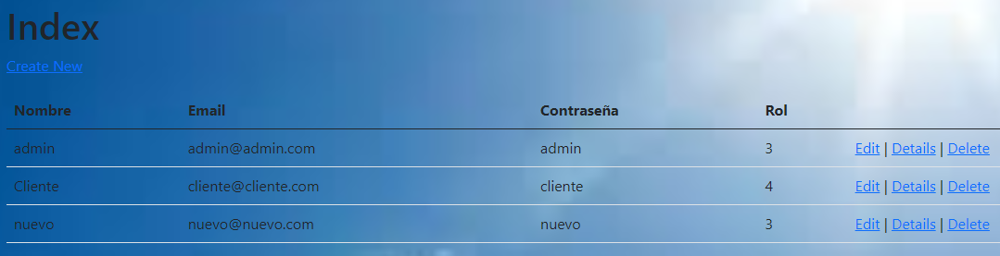 Index
Create New
Nombre Email Contraseña Rol
admin admin@admin.com admin 3 Edit | Details | Delete
Cliente cliente@cliente.com cliente 4 Edit | Details | Delete
nuevo nuevo@nuevo.com nuevo 3 Edit | Details | Delete